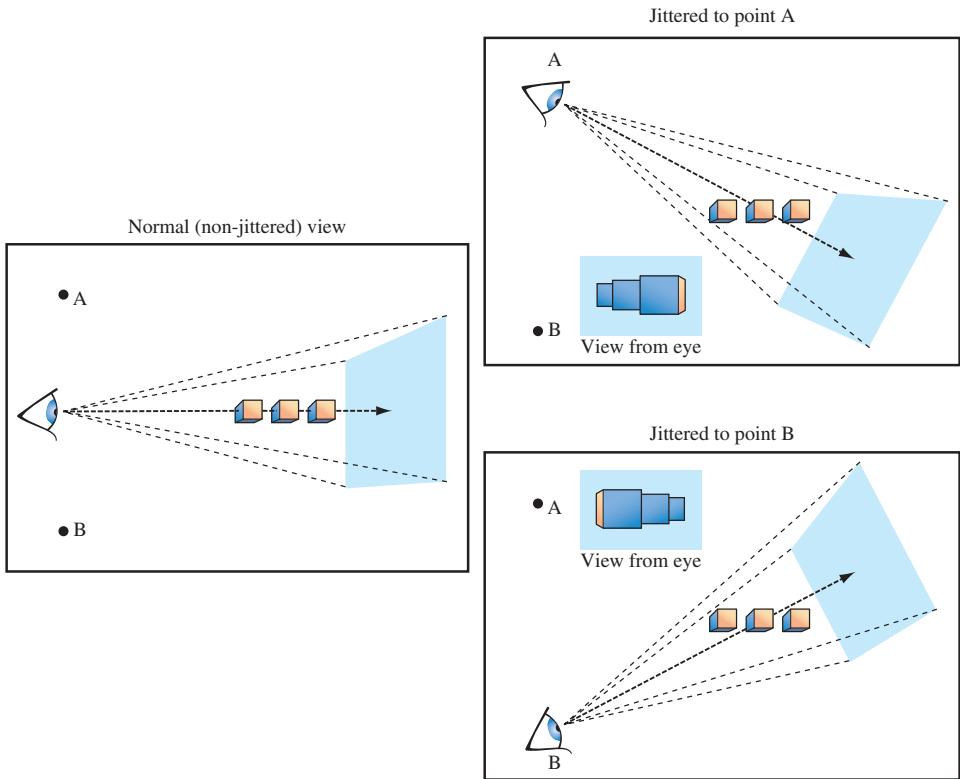 Normal (non-jittered) view
A
B
Jittered to point A
A
B
View from eye
Jittered to point B
A
View from eye
B